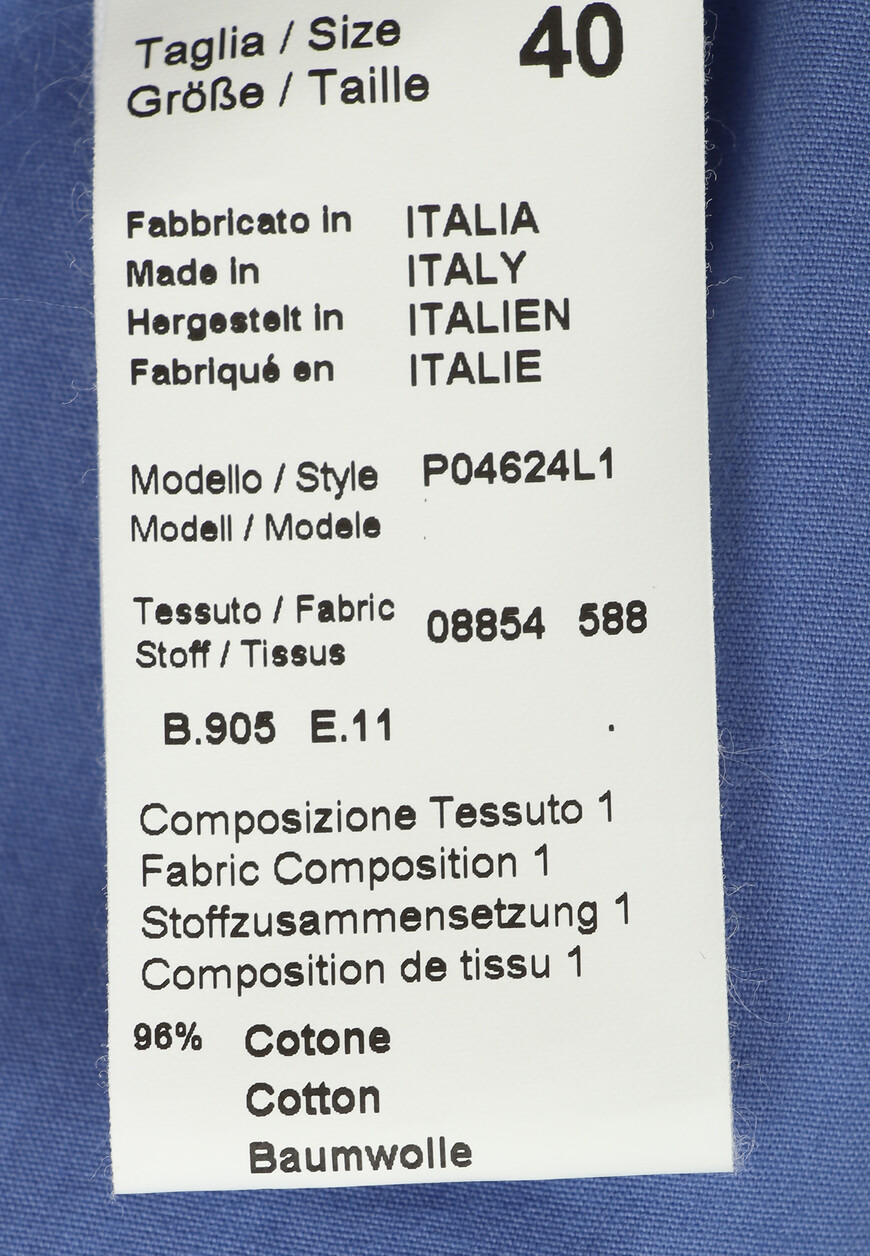 Taglia / Size 40
Größe / Taille
Fabbricato in ITALIA
Made in ITALY
Hergestelt in ITALIEN
Fabriqué en ITALIE
Modello / Style P04624L1
Modell / Modele
Tessuto / Fabric 08854 588
Stoff / Tissus
B.905 E.11
Composizione Tessuto 1
Fabric Composition 1
Stoffzusammensetzung 1
Composition de tissu 1
96% Cotone
Cotton
Baumwolle